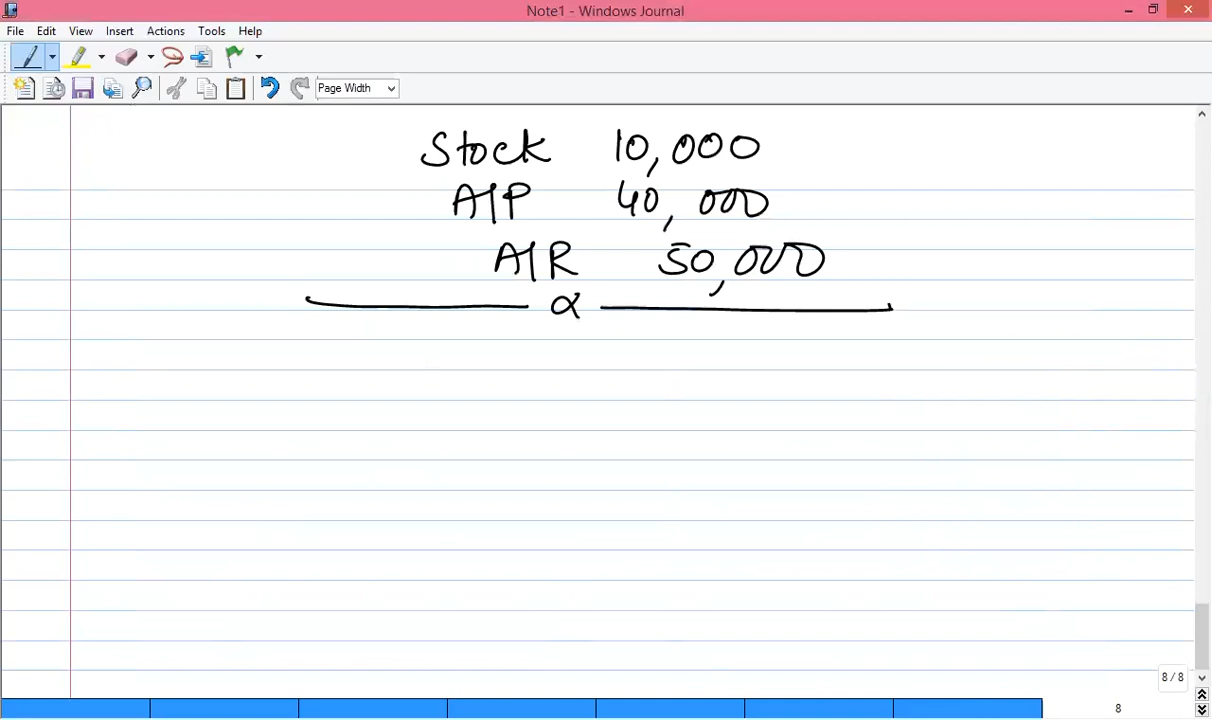 Note1 - Windows Journal
File Edit View Insert Actions Tools Help
Page Width
Stock 10,000
A/P 40,000
A/R 50,000
α
8 / 8
8